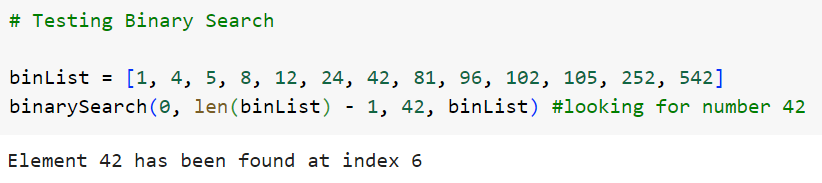 # Testing Binary Search
binList = [1, 4, 5, 8, 12, 24, 42, 81, 96, 102, 105, 252, 542]
binarySearch(0, len(binList) - 1, 42, binList) #looking for number 42
Element 42 has been found at index 6